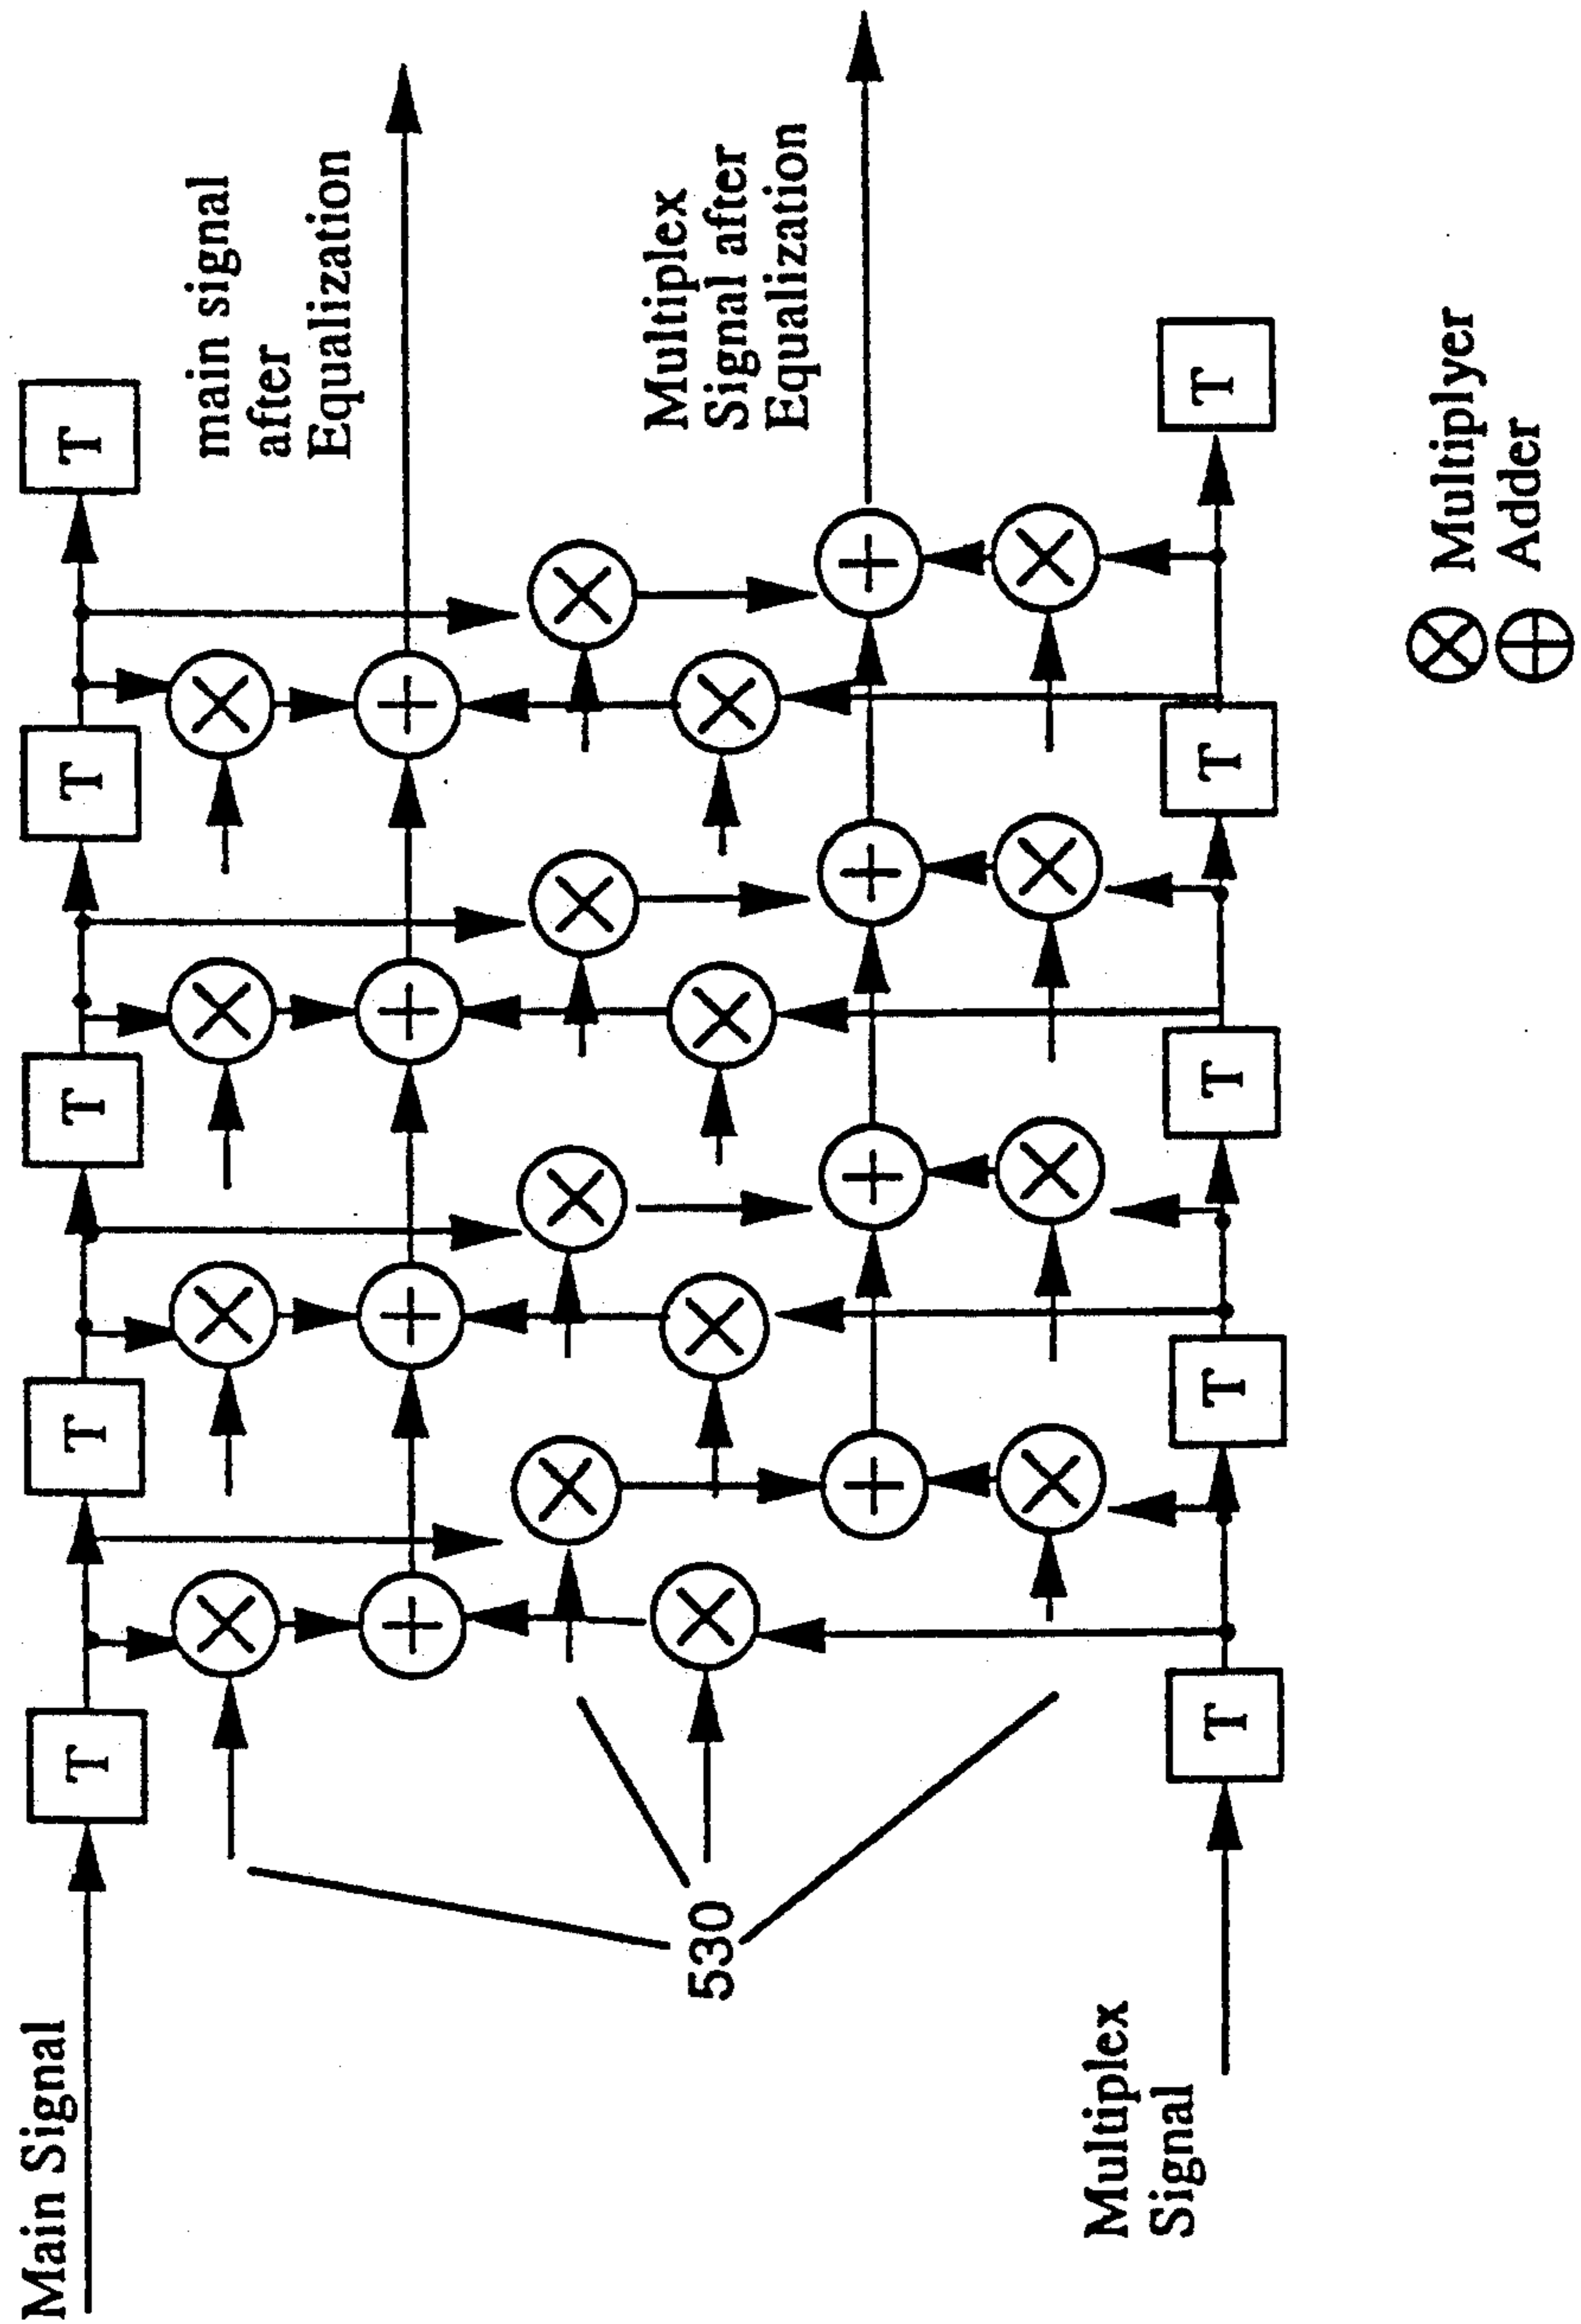 Main Signal
T
T
T
T
T
main signal
after
Equalization
530
Multiplex
Signal after
Equalization
Multiplex
Signal
T
T
T
T
T
Multiplyer
Adder